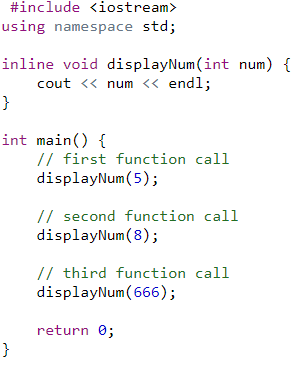 #include <iostream>
using namespace std;
inline void displayNum(int num) {
    cout << num << endl;
}
int main() {
    // first function call
    displayNum(5);
    // second function call
    displayNum(8);
    // third function call
    displayNum(666);
    return 0;
}